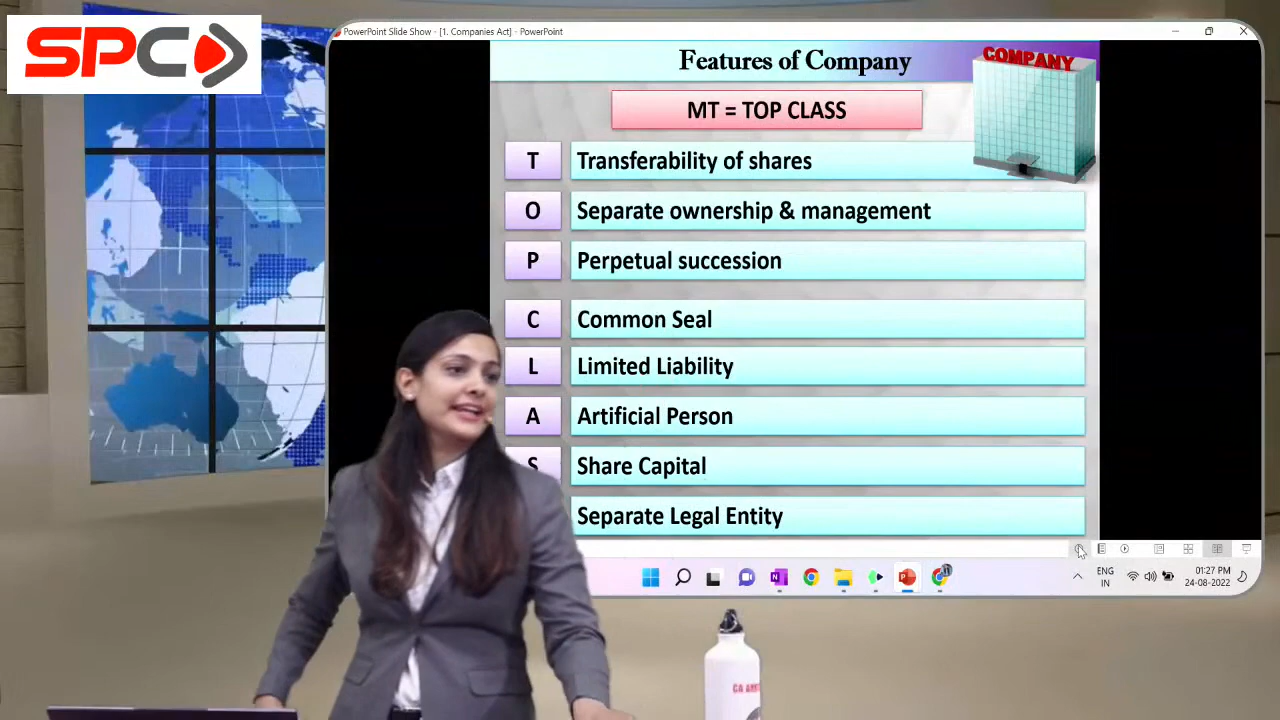 SPC
PowerPoint Slide Show - [1. Companies Act] - PowerPoint
Features of Company
COMPANY
MT = TOP CLASS
T Transferability of shares
O Separate ownership & management
P Perpetual succession
C Common Seal
L Limited Liability
A Artificial Person
S Share Capital
Separate Legal Entity
ENG
IN
01:27 PM
24-08-2022
CA